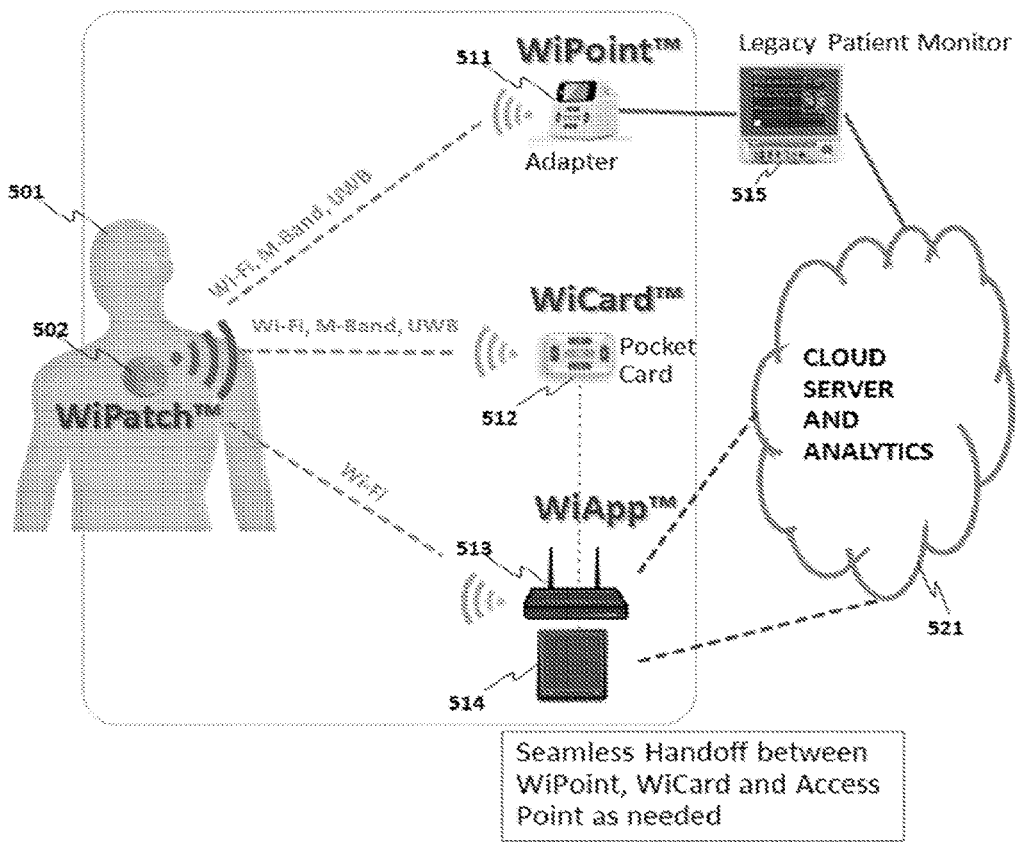 WiPoint™
Legacy Patient Monitor
511
Adapter
515
501
Wi-Fi, M-Band, UWB
WiCard™
502
Wi-Fi, M-Band, UWB
Pocket
Card
512
WiPatch™
CLOUD
SERVER
AND
ANALYTICS
Wi-Fi
WiApp™
513
521
514
Seamless Handoff between
WiPoint, WiCard and Access
Point as needed